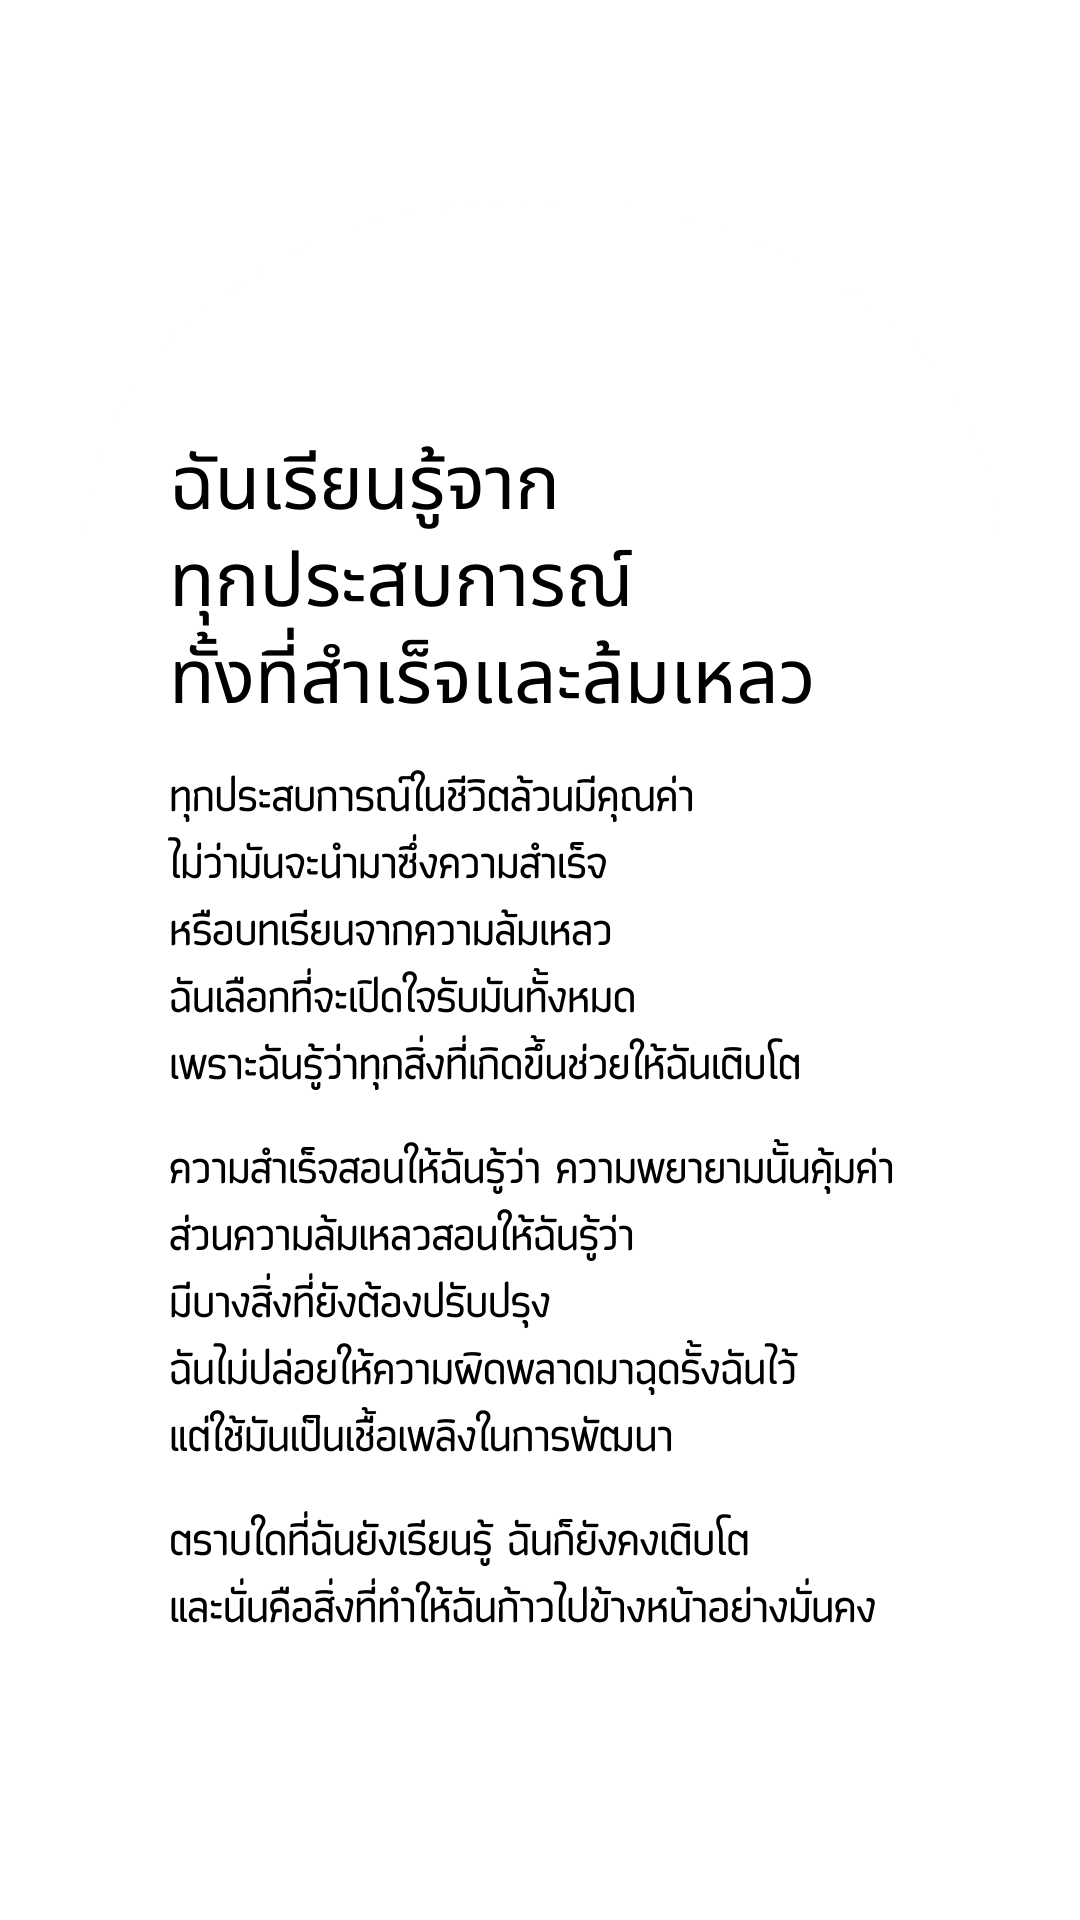 ฉันเรียนรู้จาก
ทุกประสบการณ์
ทั้งที่สำเร็จและล้มเหลว
ทุกประสบการณ์ในชีวิตล้วนมีคุณค่า
ไม่ว่ามันจะนำมาซึ่งความสำเร็จ
หรือบทเรียนจากความล้มเหลว
ฉันเลือกที่จะเปิดใจรับมันทั้งหมด
เพราะฉันรู้ว่าทุกสิ่งที่เกิดขึ้นช่วยให้ฉันเติบโต
ความสำเร็จสอนให้ฉันรู้ว่า ความพยายามนั้นคุ้มค่า
ส่วนความล้มเหลวสอนให้ฉันรู้ว่า
มีบางสิ่งที่ยังต้องปรับปรุง
ฉันไม่ปล่อยให้ความผิดพลาดมาฉุดรั้งฉันไว้
แต่ใช้มันเป็นเชื้อเพลิงในการพัฒนา
ตราบใดที่ฉันยังเรียนรู้ ฉันก็ยังคงเติบโต
และนั่นคือสิ่งที่ทำให้ฉันก้าวไปข้างหน้าอย่างมั่นคง